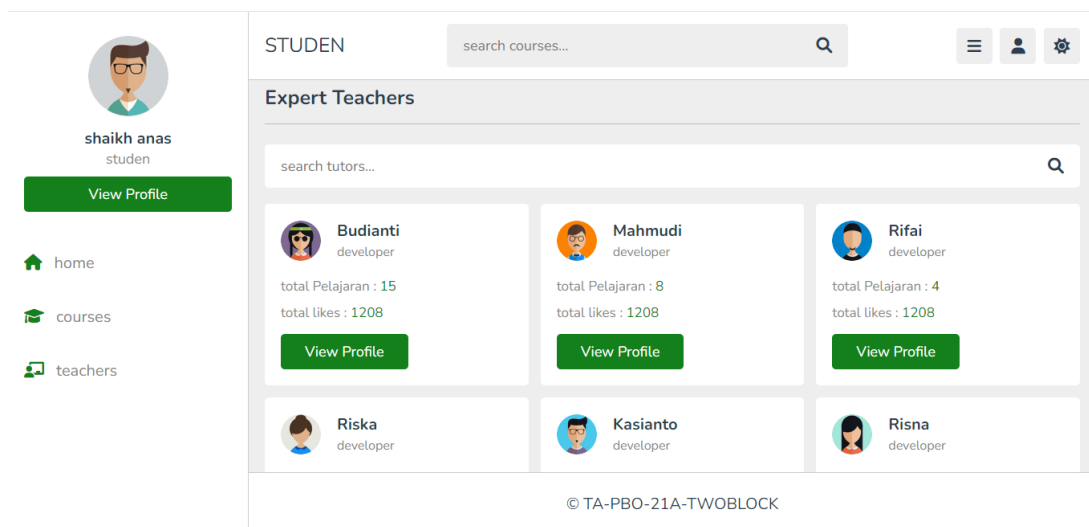 shaikh anas
studen
View Profile
home
courses
teachers
STUDEN
search courses...
Expert Teachers
search tutors...
Budianti
developer
total Pelajaran : 15
total likes : 1208
View Profile
Mahmudi
developer
total Pelajaran : 8
total likes : 1208
View Profile
Rifai
developer
total Pelajaran : 4
total likes : 1208
View Profile
Riska
developer
Kasianto
developer
Risna
developer
© TA-PBO-21A-TWOBLOCK